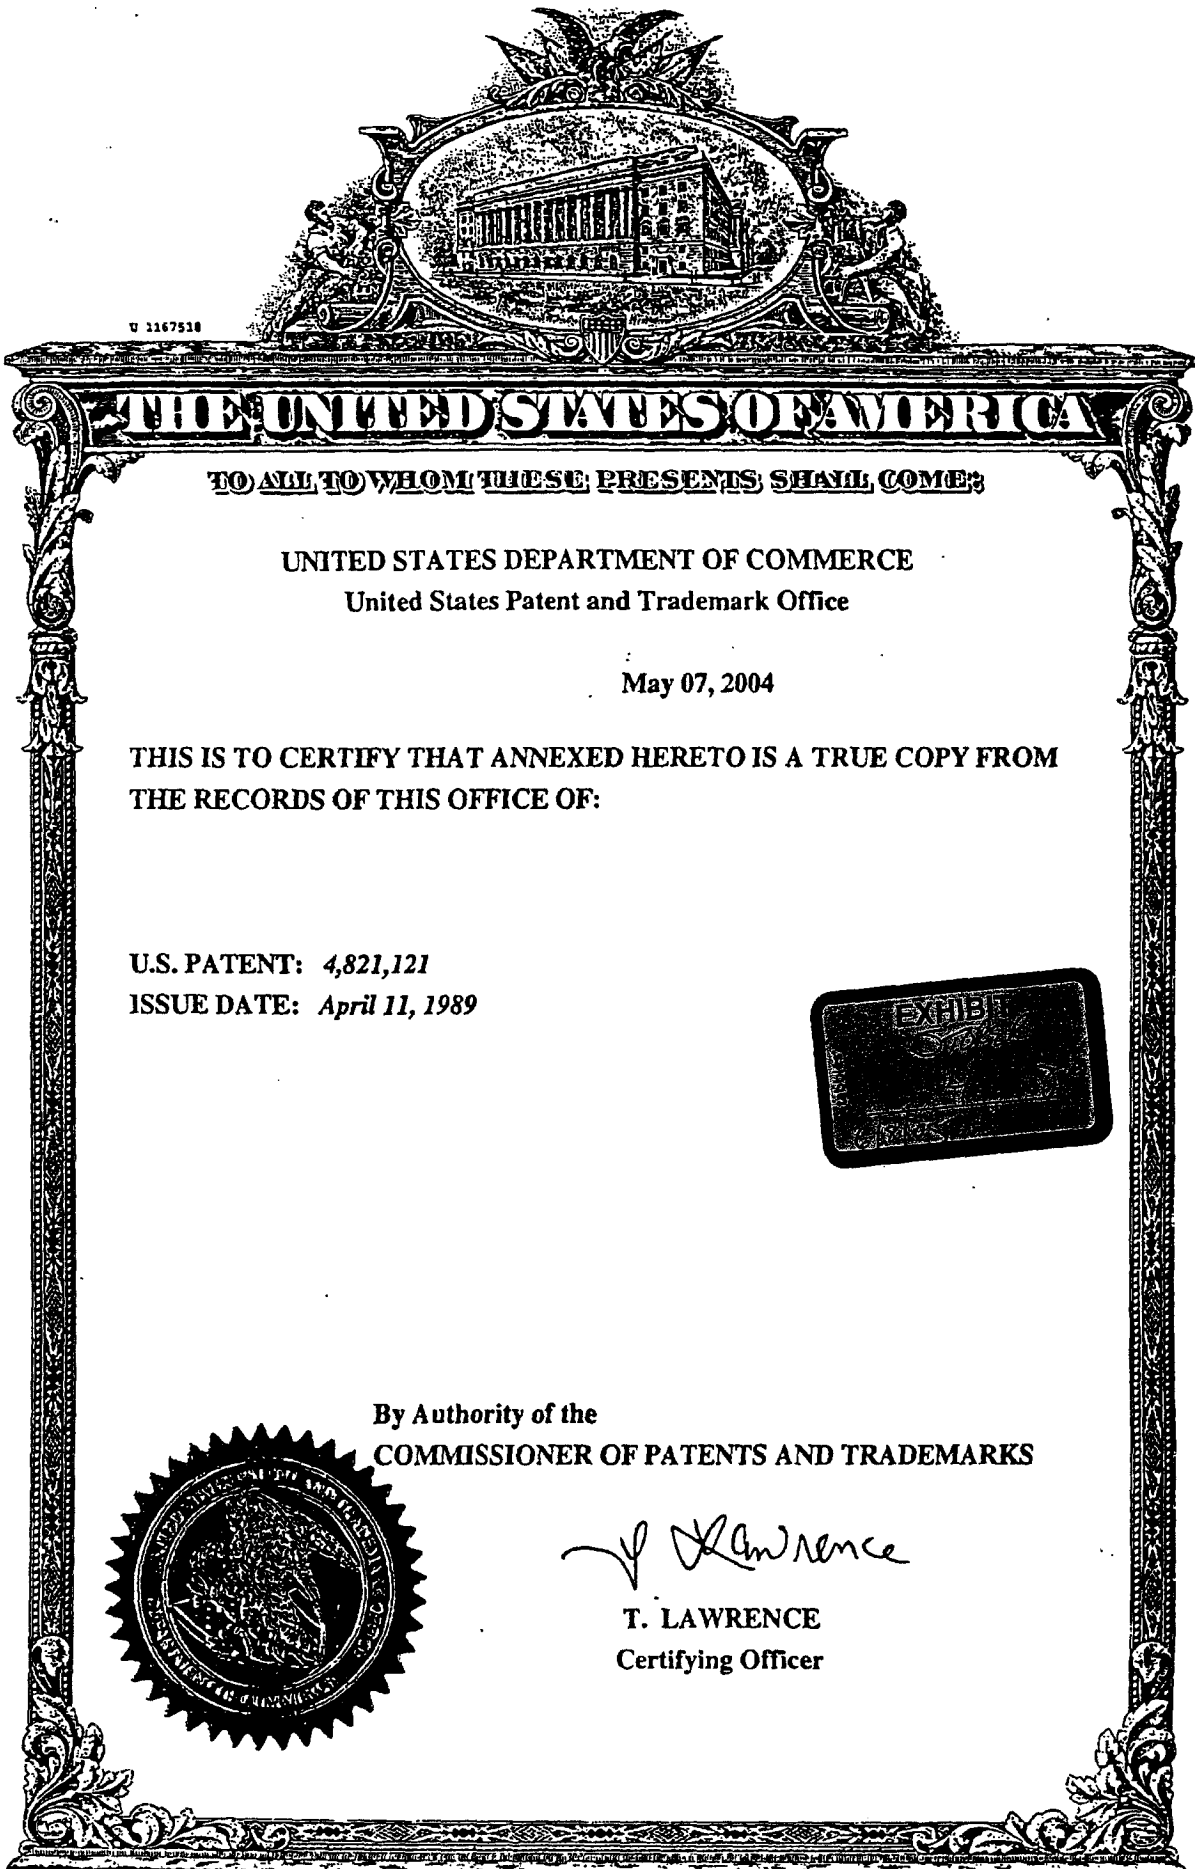 U 1167518
THE UNITED STATES OF AMERICA
TO ALL TO WHOM THESE PRESENTS SHALL COME:
UNITED STATES DEPARTMENT OF COMMERCE
United States Patent and Trademark Office
May 07, 2004
THIS IS TO CERTIFY THAT ANNEXED HERETO IS A TRUE COPY FROM
THE RECORDS OF THIS OFFICE OF:
U.S. PATENT: 4,821,121
ISSUE DATE: April 11, 1989
EXHIBIT
By Authority of the
COMMISSIONER OF PATENTS AND TRADEMARKS
T Lawrence
T. LAWRENCE
Certifying Officer